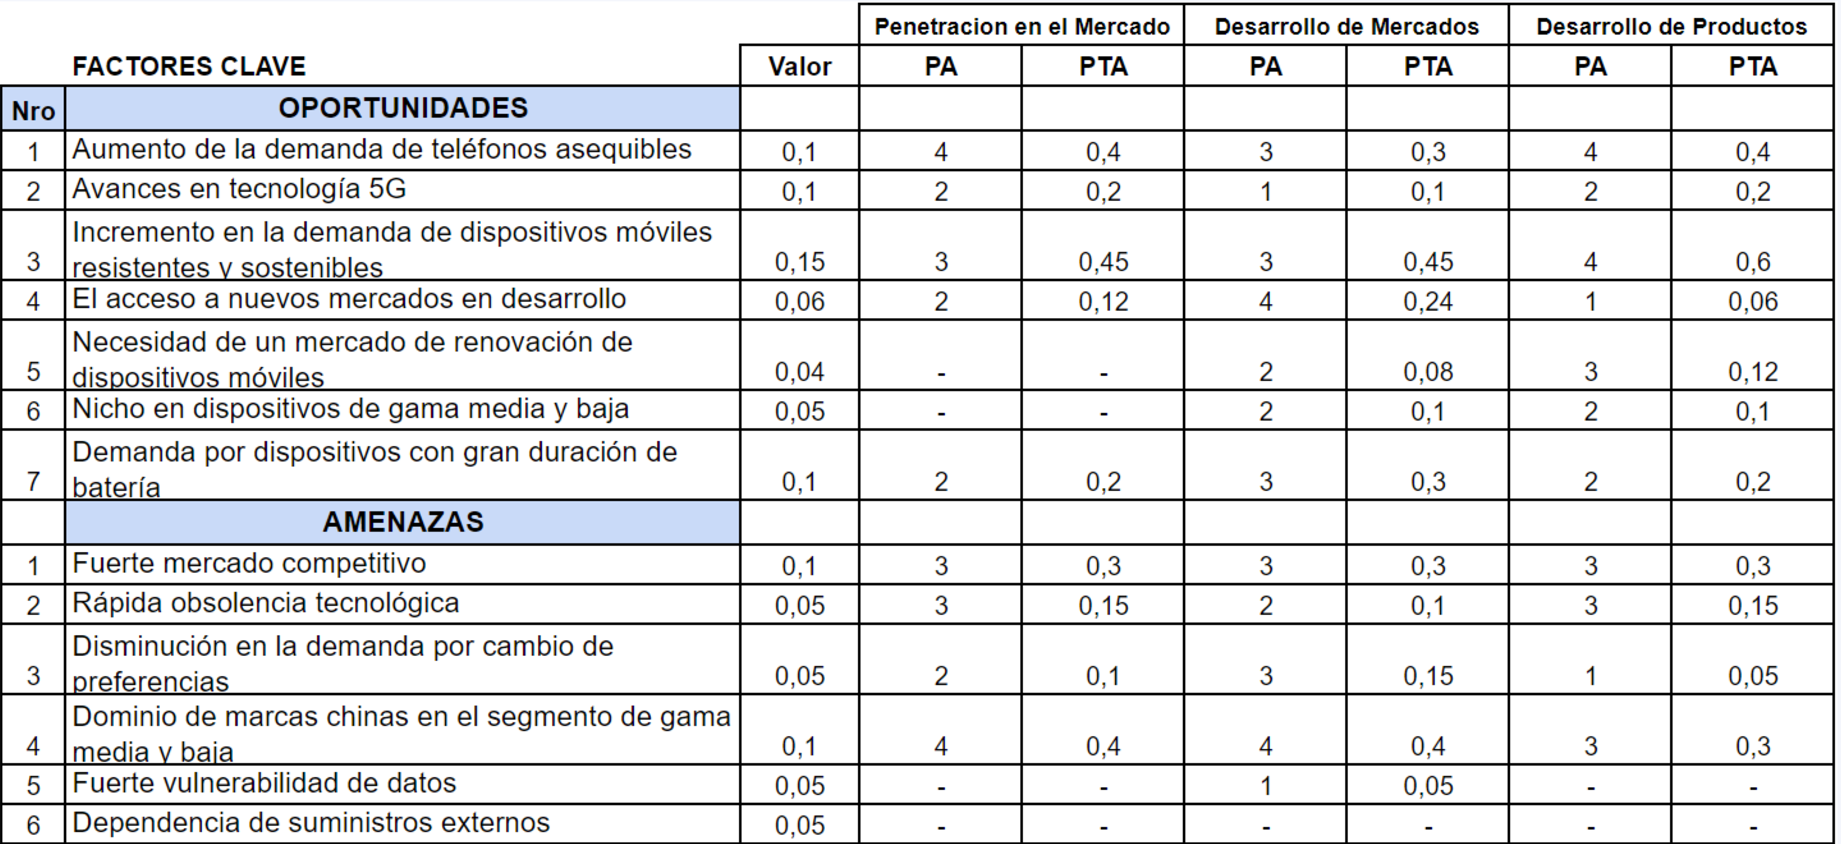 Penetracion en el Mercado Desarrollo de Mercados Desarrollo de Productos
FACTORES CLAVE Valor PA PTA PA PTA PA PTA
Nro OPORTUNIDADES
1 Aumento de la demanda de teléfonos asequibles 0,1 4 0,4 3 0,3 4 0,4
2 Avances en tecnología 5G 0,1 2 0,2 1 0,1 2 0,2
Incremento en la demanda de dispositivos móviles
3 resistentes y sostenibles 0,15 3 0,45 3 0,45 4 0,6
4 El acceso a nuevos mercados en desarrollo 0,06 2 0,12 4 0,24 1 0,06
Necesidad de un mercado de renovación de
5 dispositivos móviles 0,04 - - 2 0,08 3 0,12
6 Nicho en dispositivos de gama media y baja 0,05 - - 2 0,1 2 0,1
Demanda por dispositivos con gran duración de
7 batería 0,1 2 0,2 3 0,3 2 0,2
AMENAZAS
1 Fuerte mercado competitivo 0,1 3 0,3 3 0,3 3 0,3
2 Rápida obsolencia tecnológica 0,05 3 0,15 2 0,1 3 0,15
Disminución en la demanda por cambio de
3 preferencias 0,05 2 0,1 3 0,15 1 0,05
Dominio de marcas chinas en el segmento de gama
4 media y baja 0,1 4 0,4 4 0,4 3 0,3
5 Fuerte vulnerabilidad de datos 0,05 - - 1 0,05 - -
6 Dependencia de suministros externos 0,05 - - - - - -